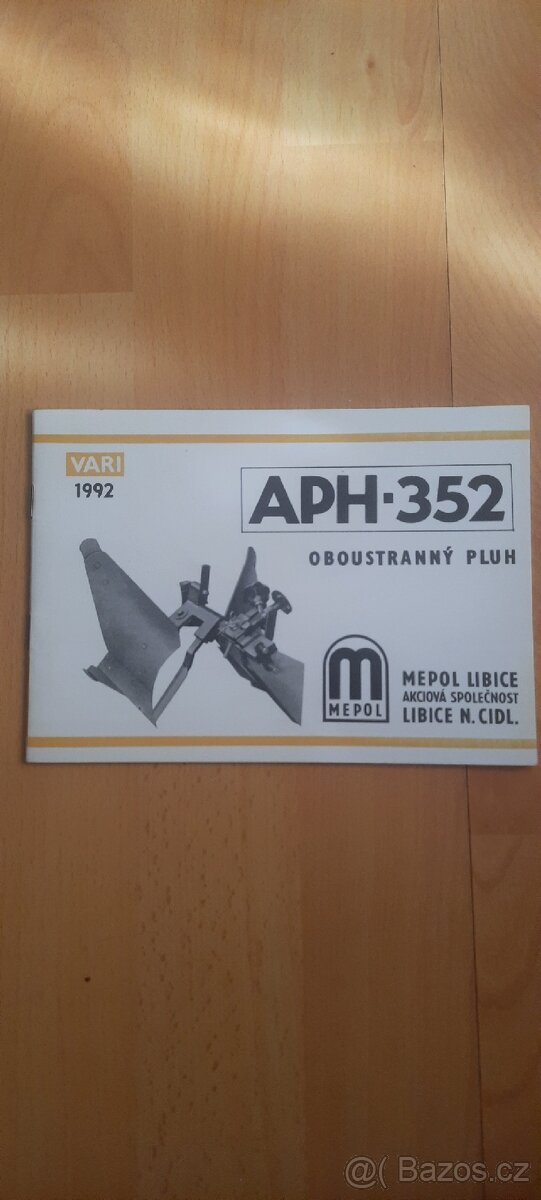 VARI
1992
APH-352
OBOUSTRANNÝ PLUH
MEPOL
MEPOL LIBICE
AKCIOVÁ SPOLEČNOST
LIBICE N. CIDL.
@( Bazos.cz